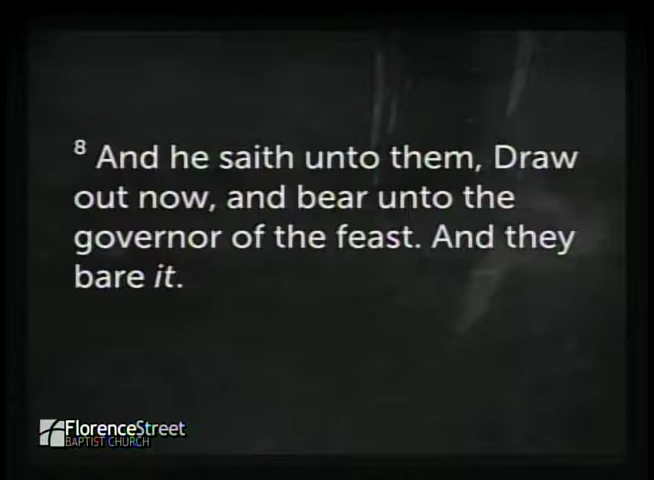 8 And he saith unto them, Draw
out now, and bear unto the
governor of the feast. And they
bare it.
FlorenceStreet
BAPTIST CHURCH